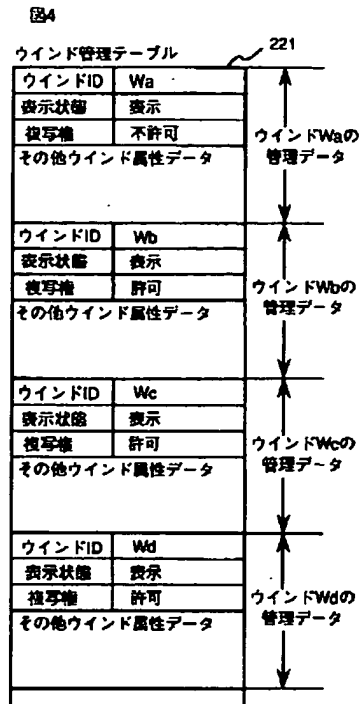 図4
ウインド管理テーブル
221
ウインドID Wa
表示状態 表示
複写権 不許可
その他ウインド属性データ
ウインドWaの
管理データ
ウインドID Wb
表示状態 表示
複写権 許可
その他ウインド属性データ
ウインドWbの
管理データ
ウインドID Wc
表示状態 表示
複写権 許可
その他ウインド属性データ
ウインドWcの
管理データ
ウインドID Wd
表示状態 表示
複写権 許可
その他ウインド属性データ
ウインドWdの
管理データ